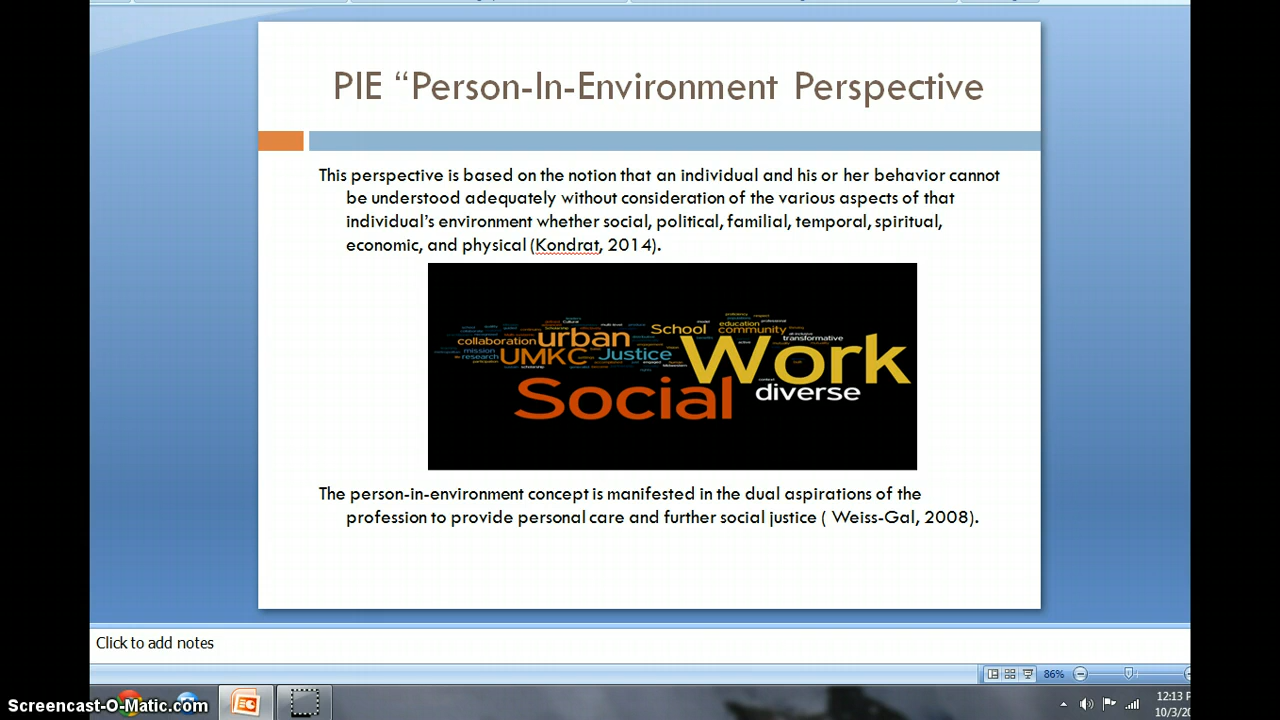 PIE “Person-In-Environment Perspective
This perspective is based on the notion that an individual and his or her behavior cannot
be understood adequately without consideration of the various aspects of that
individual’s environment whether social, political, familial, temporal, spiritual,
economic, and physical (Kondrat, 2014).
collaboration
urban
School
education
community
transformative
mission
research
UMKC
Justice
Work
Social
diverse
The person-in-environment concept is manifested in the dual aspirations of the
profession to provide personal care and further social justice ( Weiss-Gal, 2008).
Click to add notes
86%
Screencast-O-Matic.com
12:13 P
10/3/20